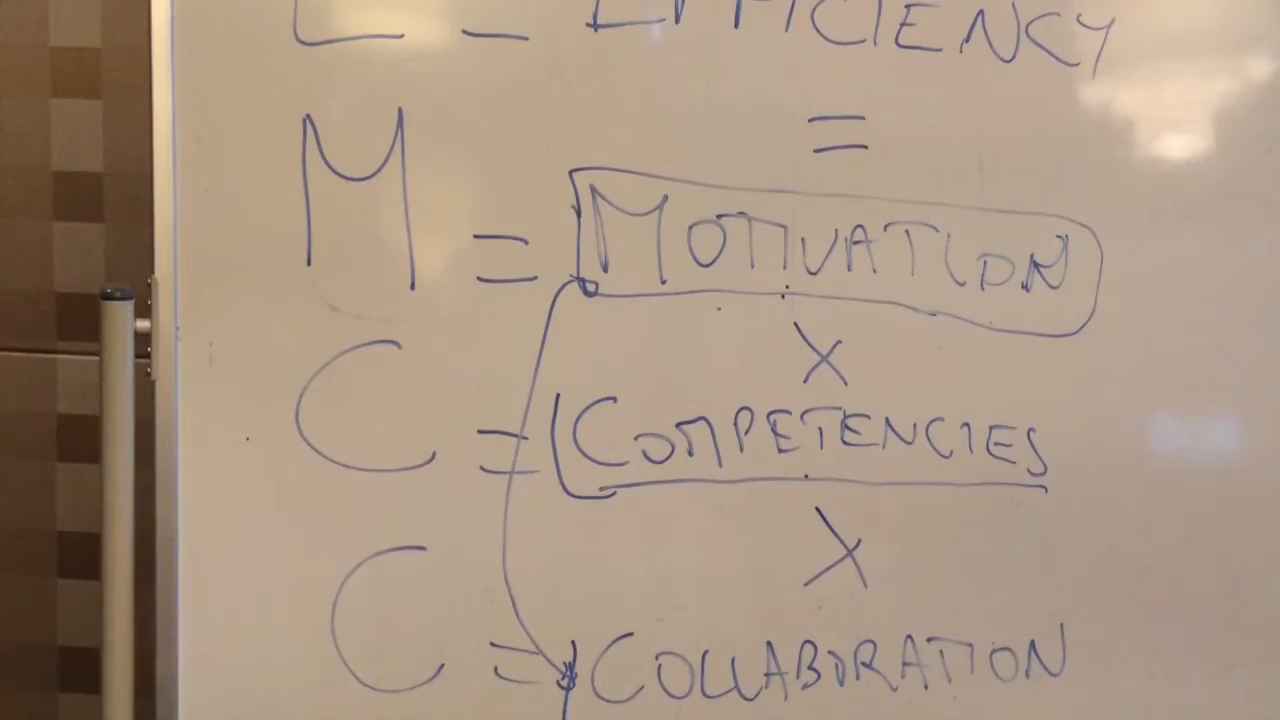 E = EFFICIENCY
=
M = MOTIVATION
X
C = COMPETENCIES
X
C = COLLABORATION